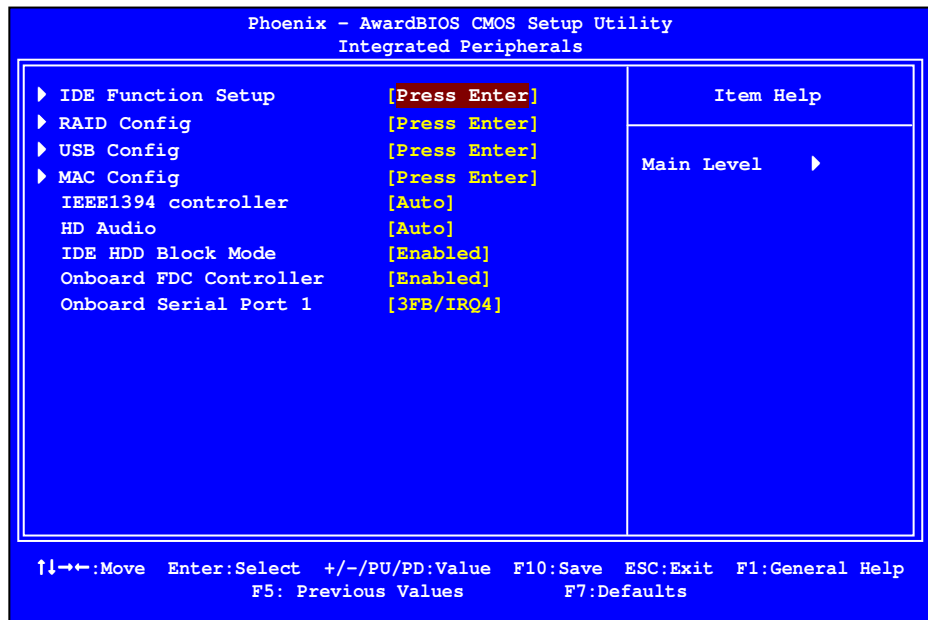 Phoenix – AwardBIOS CMOS Setup Utility
Integrated Peripherals
IDE Function Setup [Press Enter]
RAID Config [Press Enter]
USB Config [Press Enter]
MAC Config [Press Enter]
IEEE1394 controller [Auto]
HD Audio [Auto]
IDE HDD Block Mode [Enabled]
Onboard FDC Controller [Enabled]
Onboard Serial Port 1 [3FB/IRQ4]
Item Help
Main Level
↑↓→←:Move Enter:Select +/-/PU/PD:Value F10:Save ESC:Exit F1:General Help
F5: Previous Values F7:Defaults